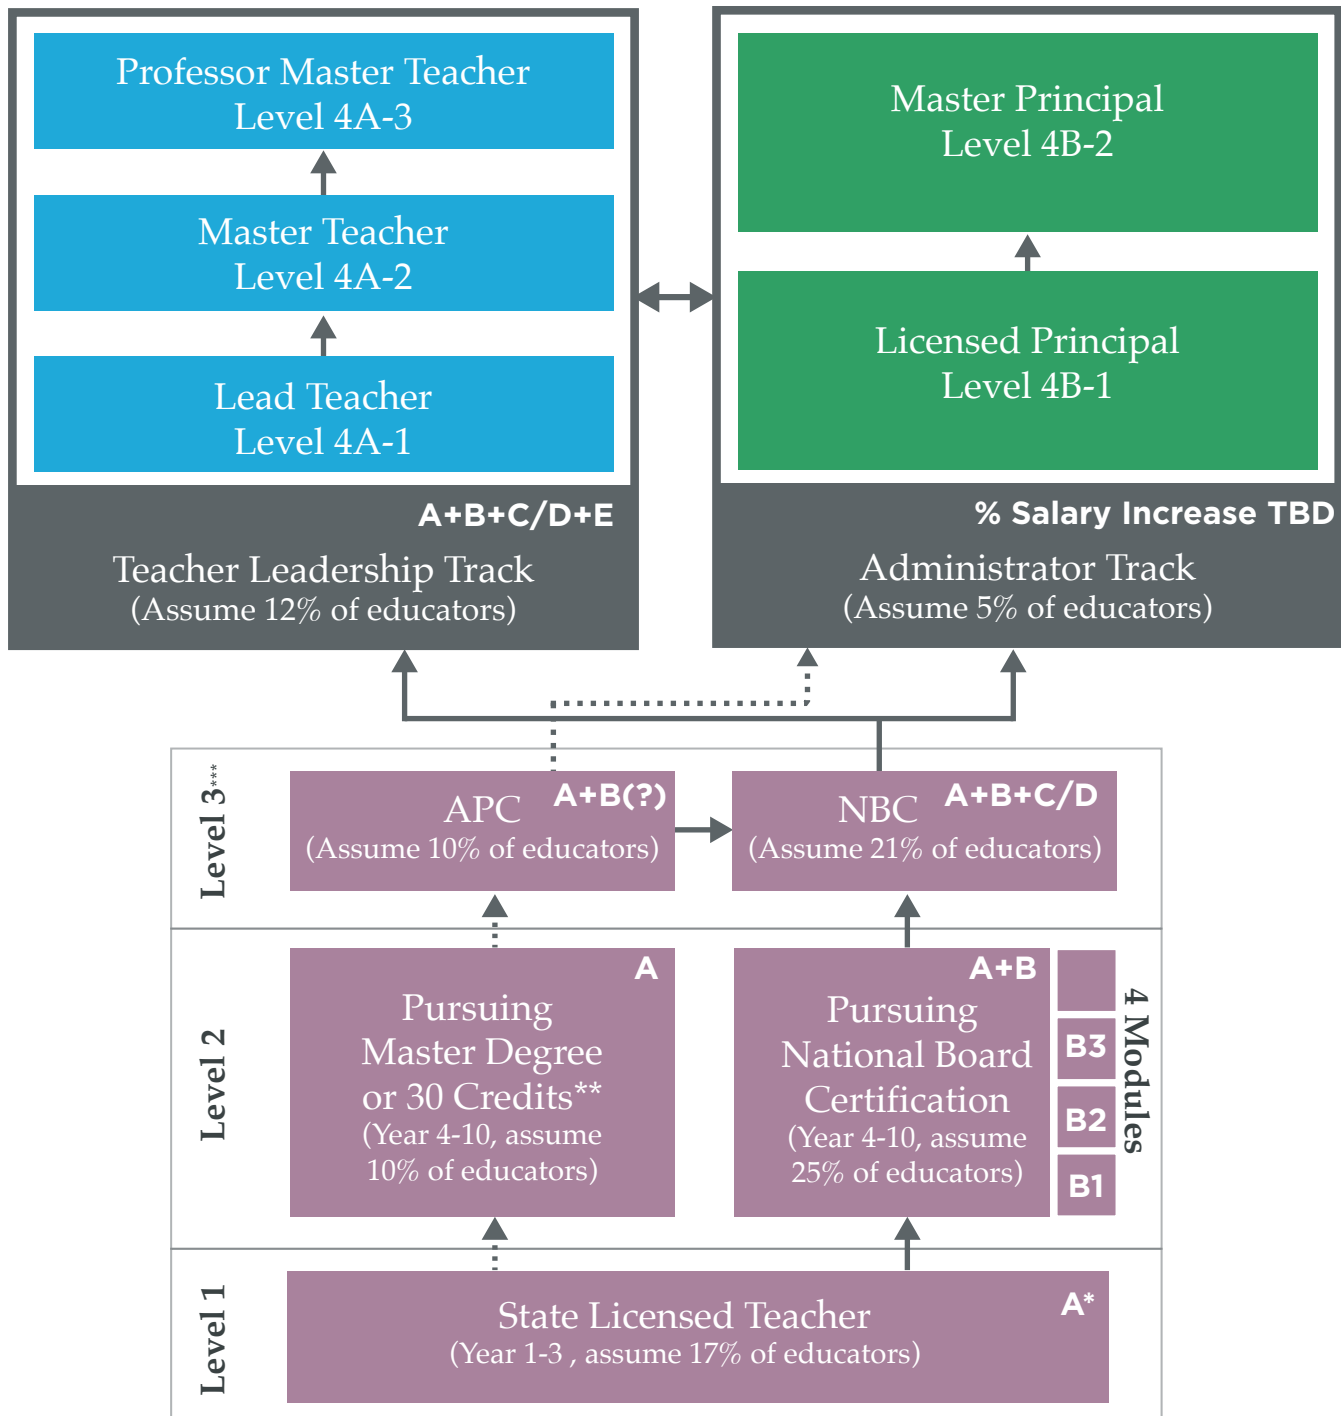 Professor Master Teacher
Level 4A-3
Master Teacher
Level 4A-2
Lead Teacher
Level 4A-1
A+B+C/D+E
Teacher Leadership Track
(Assume 12% of educators)
Master Principal
Level 4B-2
Licensed Principal
Level 4B-1
% Salary Increase TBD
Administrator Track
(Assume 5% of educators)
Level 3***
A+B(?)
APC
(Assume 10% of educators)
A+B+C/D
NBC
(Assume 21% of educators)
Level 2
A
Pursuing
Master Degree
or 30 Credits**
(Year 4-10, assume
10% of educators)
A+B
Pursuing
National Board
Certification
(Year 4-10, assume
25% of educators)
B3
B2
B1
4 Modules
Level 1
A*
State Licensed Teacher
(Year 1-3 , assume 17% of educators)